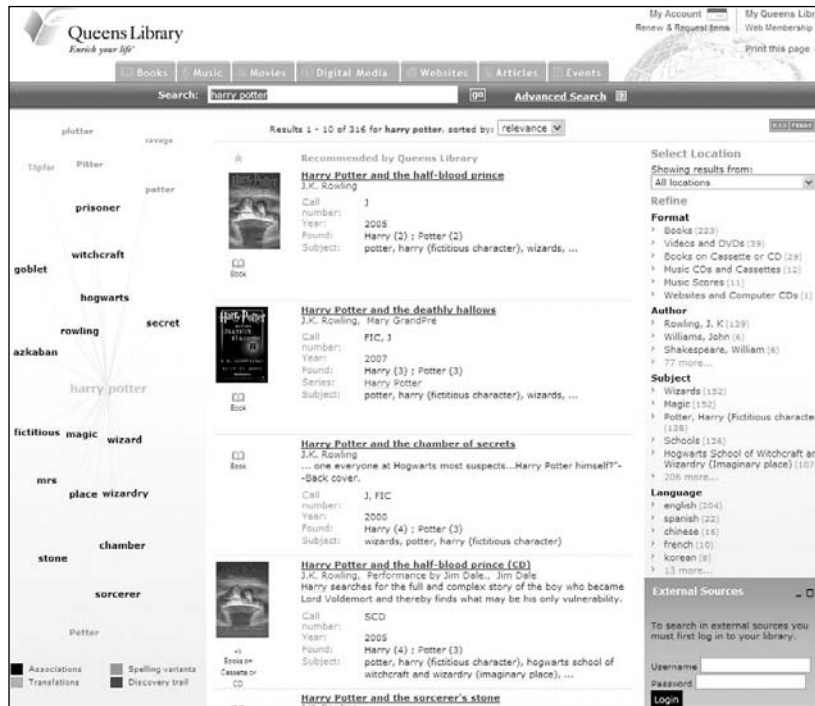 Queens Library
Enrich your life
My Account
Renew & Request Items
My Queens Libr
Web Membership
Print this page
Books
Music
Movies
Digital Media
Websites
Articles
Events
Search: harry potter go Advanced Search
plotter
savage
Töpfer
Pitter
patter
prisoner
witchcraft
goblet
hogwarts
rowling
secret
azkaban
harry potter
fictitious magic wizard
mrs
place wizardry
chamber
stone
sorcerer
Petter
Associations
Spelling variants
Translations
Discovery trail
Results 1 - 10 of 316 for harry potter, sorted by: relevance
Recommended by Queens Library
Harry Potter and the half-blood prince
J.K. Rowling
Call number: J
Year: 2005
Found: Harry (2) ; Potter (2)
Subject: potter, harry (fictitious character), wizards, ...
Book
Harry Potter and the deathly hallows
J.K. Rowling, Mary GrandPré
Call number: FIC, J
Year: 2007
Found: Harry (3) ; Potter (3)
Series: Harry Potter
Subject: potter, harry (fictitious character), wizards, ...
Book
Harry Potter and the chamber of secrets
J.K. Rowling
... one everyone at Hogwarts most suspects...Harry Potter himself?"-
-Back cover.
Call number: J, FIC
Year: 2000
Found: Harry (4) ; Potter (3)
Subject: wizards, potter, harry (fictitious character)
Book
Harry Potter and the half-blood prince (CD)
J.K. Rowling, Performance by Jim Dale., Jim Dale
Harry searches for the full and complex story of the boy who became
Lord Voldemort and thereby finds what may be his only vulnerability.
Call number: SCD
Year: 2005
Found: Harry (4) ; Potter (3)
Subject: potter, harry (fictitious character), hogwarts school of
witchcraft and wizardry (imaginary place), ...
Books on
Cassette or
CD
Harry Potter and the sorcerer's stone
Select Location
Showing results from:
All locations
Refine
Format
Books (223)
Videos and DVDs (39)
Books on Cassette or CD (29)
Music CDs and Cassettes (12)
Music Scores (11)
Websites and Computer CDs (1)
Author
Rowling, J. K (139)
Williams, John (6)
Shakespeare, William (6)
77 more...
Subject
Wizards (152)
Magic (152)
Potter, Harry (Fictitious characte
(128)
Schools (126)
Hogwarts School of Witchcraft an
Wizardry (Imaginary place) (107
206 more...
Language
english (204)
spanish (22)
chinese (16)
french (10)
korean (8)
13 more...
External Sources
To search in external sources you
must first log in to your library.
Username
Password
Login